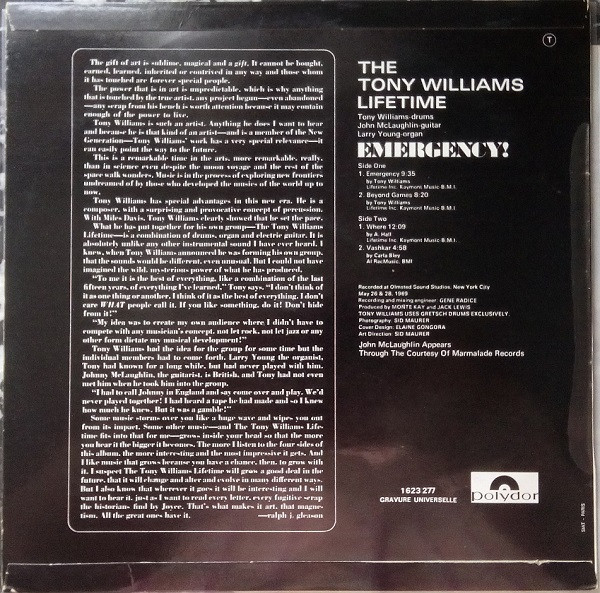 The gift of art is sublime, magical and a gift. It cannot be bought,
earned, learned, inherited or contrived in any way and those whom
it has touched are forever special people.
The power that is in art is unpredictable, which is why anything
that is touched by the true artist, any project begun—even abandoned
—any scrap from his bench is worth attention because it may contain
enough of the power to live.
Tony Williams is such an artist. Anything he does I want to hear
and because he is that kind of an artist—and is a member of the New
Generation—Tony Williams' work has a very special relevance—it
can easily point the way to the future.
This is a remarkable time in the arts, more remarkable, really,
than in science even despite the moon voyage and the rest of the
space walk wonders. Music is in the process of exploring new frontiers
undreamed of by those who developed the musics of the world up to
now.
Tony Williams has special advantages in this new era. He is a
composer, with a surprising and provocative concept of percussion.
With Miles Davis, Tony Williams clearly showed that he set the pace.
What he has put together for his own group—The Tony Williams
Lifetime—is a combination of drums, organ and electric guitar. It is
absolutely unlike any other instrumental sound I have ever heard. I
knew, when Tony Williams announced he was forming his own group,
that the sounds would be different, even unusual. But I could not have
imagined the wild, mysterious power of what he has produced.
"To me it is the best of everything, like a combination of the last
fifteen years, of everything I've learned," Tony says. "I don't think of
it as one thing or another. I think of it as the best of everything. I don't
care WHAT people call it. If you like something, do it! Don't hide
from it!"
"My idea was to create my own audience where I didn't have to
compete with any musician's concept, not let rock, not let jazz or any
other form dictate my musical development!"
Tony Williams had the idea for the group for some time but the
individual members had to come forth. Larry Young the organist,
Tony had known for a long while, but had never played with him.
Johnny McLaughlin, the guitarist, is British, and Tony had not even
met him when he took him into the group.
"I had to call Johnny in England and say come over and play. We'd
never played together! I had heard a tape he had made and so I knew
how much he knew. But it was a gamble!"
Some music storms over you like a huge wave and wipes you out
from its impact. Some other music—and The Tony Williams Life-
time fits into that for me—grows inside your head so that the more
you hear it the bigger it becomes. The more I listen to the four sides of
this album, the more interesting and the most impressive it gets. And
I like music that grows because you have a chance, then, to grow with
it. I suspect The Tony Williams Lifetime will grow a good deal in the
future, that it will change and alter and evolve in many different ways.
But I also know that wherever it goes it will be interesting and I will
want to hear it, just as I want to read every letter, every fugitive scrap
the historians find by Joyce. That's what makes it art, that magne-
tism. All the great ones have it. —ralph j. gleason
T
THE
TONY WILLIAMS
LIFETIME
Tony Williams-drums
John McLaughlin-guitar
Larry Young-organ
EMERGENCY!
Side One
1. Emergency 9:35
by Tony Williams
Lifetime Inc. Kaymont Music B.M.I.
2. Beyond Games 8:20
by Tony Williams
Lifetime Inc. Kaymont Music B.M.I.
Side Two
1. Where 12:09
by A. Hall
Lifetime Inc. Kaymont Music B.M.I.
2. Vashkar 4:58
by Carla Bley
At RacMusic, BMI
Recorded at Olmsted Sound Studios, New York City
May 26 & 28, 1969
Recording and mixing engineer: GENE RADICE
Produced by MONTE KAY and JACK LEWIS
TONY WILLIAMS USES GRETSCH DRUMS EXCLUSIVELY
Photography: SID MAURER
Cover Design: ELAINE GONGORA
Art Direction: SID MAURER
John McLaughlin Appears
Through The Courtesy Of Marmalade Records
1623 277
GRAVURE UNIVERSELLE
polydor
SIAT - PARIS